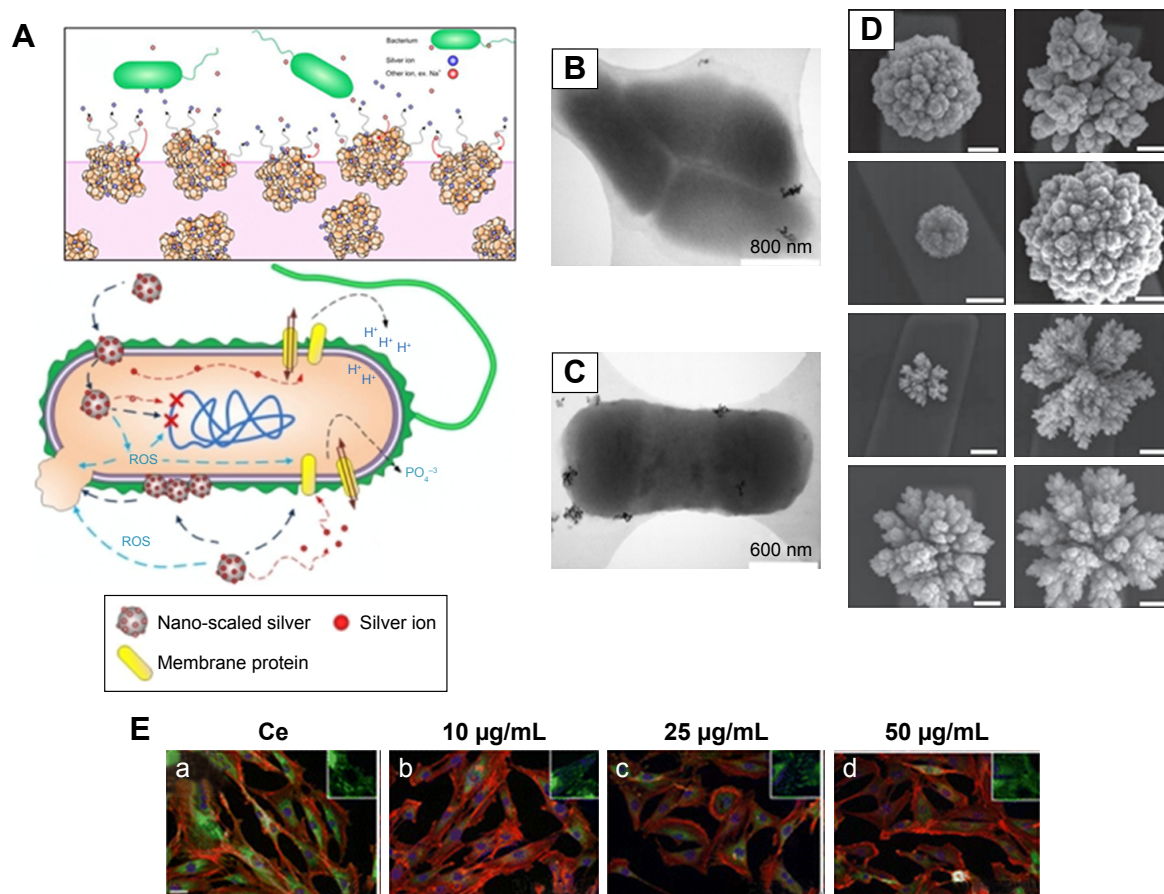 A
Bacterium
Silver ion
Other ion, ex. Na⁺
H⁺
H⁺ H⁺
H⁺
H⁺
ROS
PO₄⁻³
ROS
Nano-scaled silver
Silver ion
Membrane protein
B
800 nm
C
600 nm
D
E
Ce
10 µg/mL
25 µg/mL
50 µg/mL
a
b
c
d